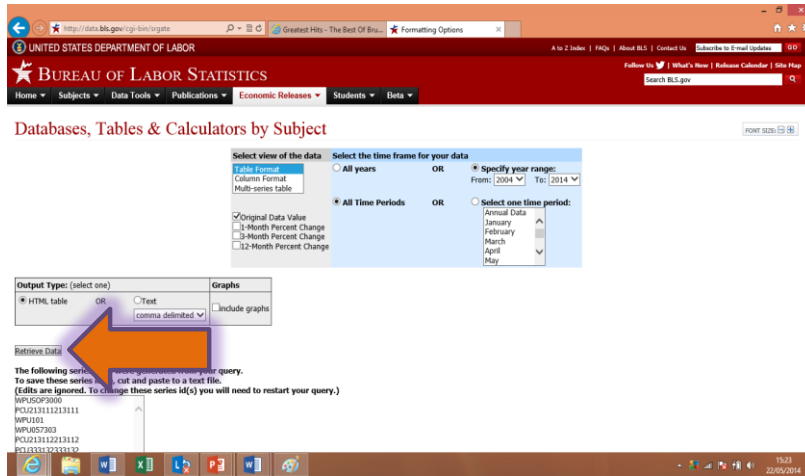 http://data.bls.gov/cgi-bin/srgate
Greatest Hits - The Best Of Bru...
Formatting Options
UNITED STATES DEPARTMENT OF LABOR
A to Z Index | FAQs | About BLS | Contact Us Subscribe to E-mail Updates GO
BUREAU OF LABOR STATISTICS
Follow Us | What's New | Release Calendar | Site Map
Search BLS.gov
Home Subjects Data Tools Publications Economic Releases Students Beta
Databases, Tables & Calculators by Subject
FONT SIZE:
Select view of the data Select the time frame for your data
Table Format
Column Format
Multi-series table
All years OR Specify year range:
From: 2004 To: 2014
All Time Periods OR Select one time period:
Annual Data
January
February
March
April
May
Original Data Value
1-Month Percent Change
3-Month Percent Change
12-Month Percent Change
Output Type: (select one) Graphs
HTML table OR Text
comma delimited
include graphs
Retrieve Data
The following series were generated from your query.
To save these series cut and paste to a text file.
(Edits are ignored. To change these series id(s) you will need to restart your query.)
WPUSOP3000
PCU213111213111
WPU101
WPU057303
PCU213112213112
PCU333132333132
15:23
22/05/2014